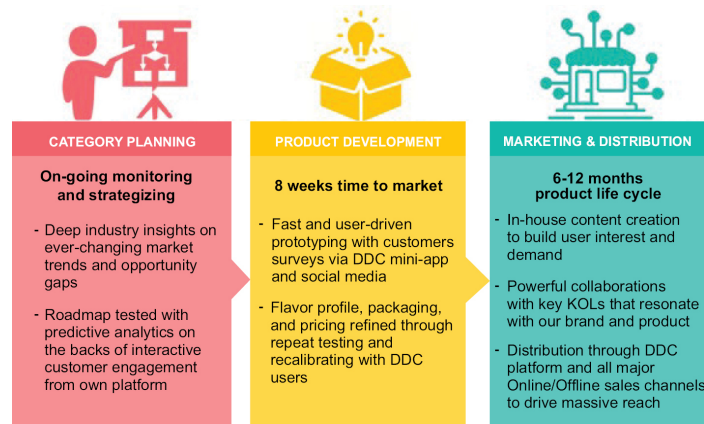 CATEGORY PLANNING
On-going monitoring
and strategizing
- Deep industry insights on
ever-changing market
trends and opportunity
gaps
- Roadmap tested with
predictive analytics on
the backs of interactive
customer engagement
from own platform
PRODUCT DEVELOPMENT
8 weeks time to market
- Fast and user-driven
prototyping with customers
surveys via DDC mini-app
and social media
- Flavor profile, packaging,
and pricing refined through
repeat testing and
recalibrating with DDC
users
MARKETING & DISTRIBUTION
6-12 months
product life cycle
- In-house content creation
to build user interest and
demand
- Powerful collaborations
with key KOLs that resonate
with our brand and product
- Distribution through DDC
platform and all major
Online/Offline sales channels
to drive massive reach